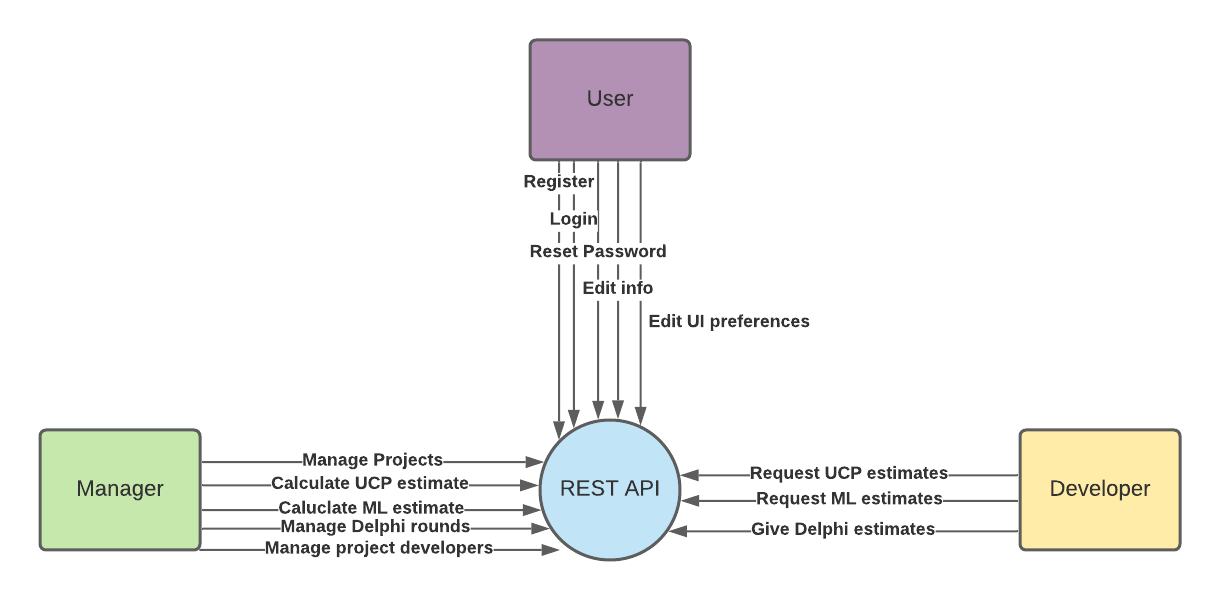 User
Register
Login
Reset Password
Edit info
Edit UI preferences
Manager
Manage Projects
Calculate UCP estimate
Caluclate ML estimate
Manage Delphi rounds
Manage project developers
REST API
Request UCP estimates
Request ML estimates
Give Delphi estimates
Developer